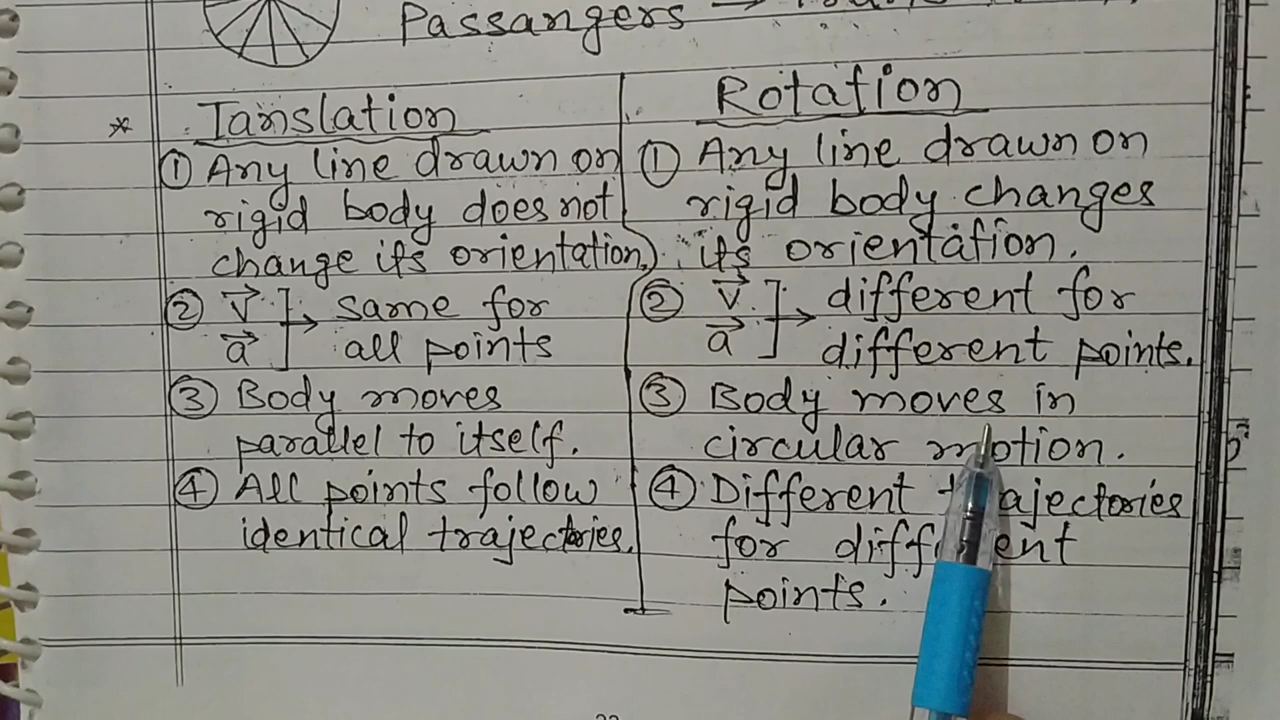 Passangers →
* Tanslation
① Any line drawn on
rigid body does not
change its orientation.
② v⃗ ] → same for
a⃗ ] all points
③ Body moves
parallel to itself.
④ All points follow
identical trajectories.
Rotation
① Any line drawn on
rigid body changes
its orientation.
② v⃗ ] → different for
a⃗ ] different points.
③ Body moves in
circular motion.
④ Different trajectories
for different
points.